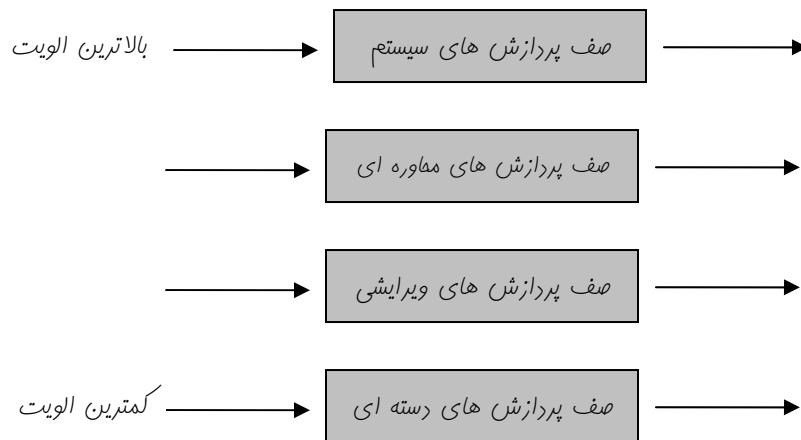 بالاترین الویت
صف پردازش های سیستم
صف پردازش های محاوره ای
صف پردازش های ویرایشی
کمترین الویت
صف پردازش های دسته ای